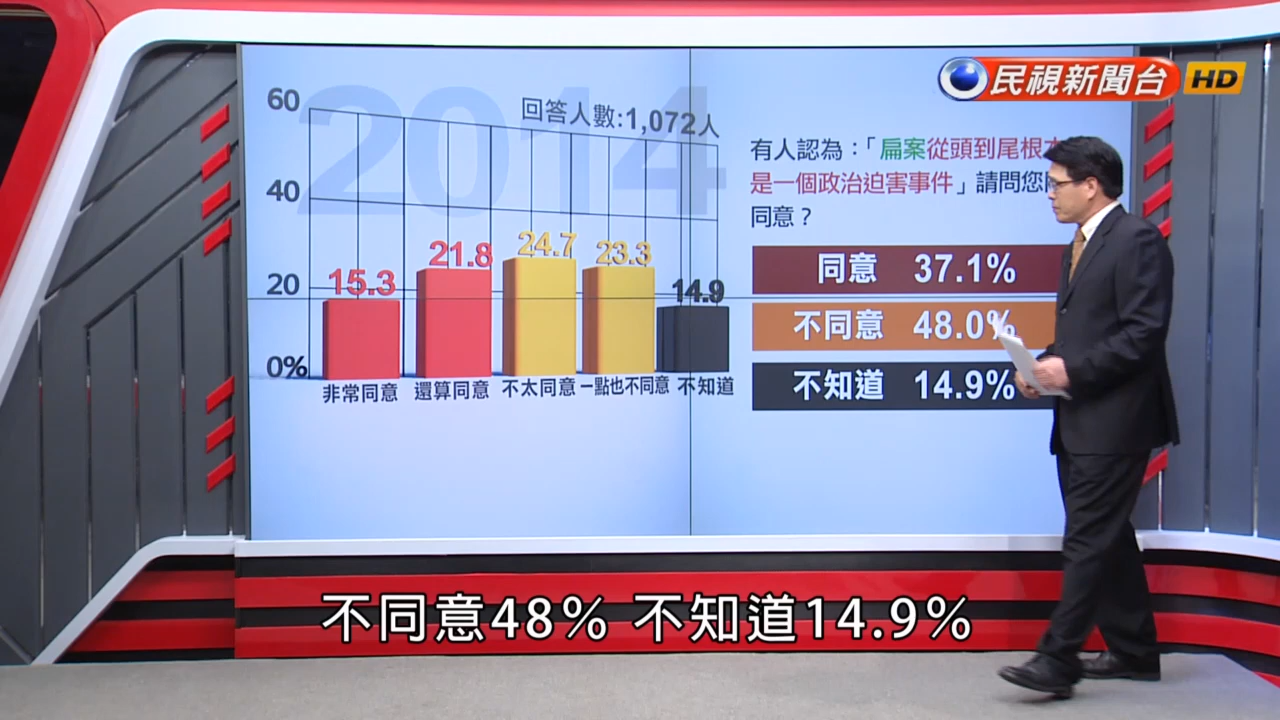 民視新聞台 HD
2014
回答人數:1,072人
60
40
20
0%
15.3
21.8
24.7
23.3
14.9
非常同意 還算同意 不太同意 一點也不同意 不知道
有人認為：「扁案從頭到尾根本
是一個政治迫害事件」請問您
同意？
同意 37.1%
不同意 48.0%
不知道 14.9%
不同意48% 不知道14.9%